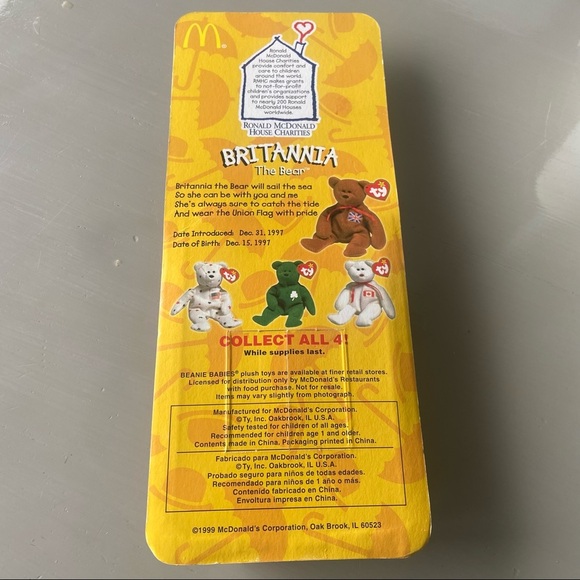 Ronald
McDonald
House Charities
provide comfort and
care to children
around the world.
RMHC makes grants
to not-for-profit
children's organizations
and provides support
to nearly 200 Ronald
McDonald Houses
worldwide.
RONALD MCDONALD
HOUSE CHARITIES
BRITANNIA
The Bear™
Britannia the Bear will sail the sea
So she can be with you and me
She's always sure to catch the tide
And wear the Union Flag with pride
Date Introduced: Dec. 31, 1997
Date of Birth: Dec. 15, 1997
ty
ty
ty
ty
COLLECT ALL 4!
While supplies last.
BEANIE BABIES® plush toys are available at finer retail stores.
Licensed for distribution only by McDonald's Restaurants
with food purchase. Not for resale.
Items may vary slightly from photograph.
Manufactured for McDonald's Corporation.
©Ty, Inc. Oakbrook, IL U.S.A.
Safety tested for children of all ages.
Recommended for children age 1 and older.
Contents made in China. Packaging printed in China.
Fabricado para McDonald's Corporation.
©Ty, Inc. Oakbrook, IL U.S.A.
Probado seguro para niños de todas edades.
Recomendado para niños de 1 año o más.
Contenido fabricado en China.
Envoltura impresa en China.
©1999 McDonald's Corporation, Oak Brook, IL 60523